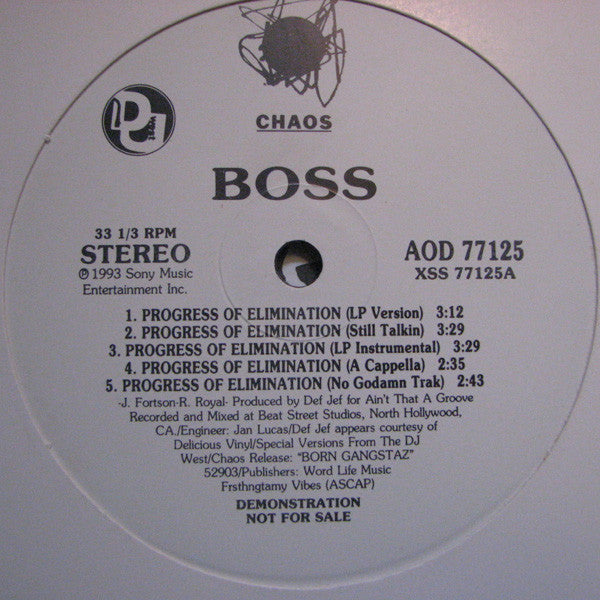 DJ
West
CHAOS
BOSS
33 1/3 RPM
STEREO
℗ 1993 Sony Music
Entertainment Inc.
AOD 77125
XSS 77125A
1. PROGRESS OF ELIMINATION (LP Version) 3:12
2. PROGRESS OF ELIMINATION (Still Talkin) 3:29
3. PROGRESS OF ELIMINATION (LP Instrumental) 3:29
4. PROGRESS OF ELIMINATION (A Cappella) 2:35
5. PROGRESS OF ELIMINATION (No Godamn Trak) 2:43
-J. Fortson-R. Royal- Produced by Def Jef for Ain't That A Groove
Recorded and Mixed at Beat Street Studios, North Hollywood,
CA./Engineer: Jan Lucas/Def Jef appears courtesy of
Delicious Vinyl/Special Versions From The DJ
West/Chaos Release: "BORN GANGSTAZ"
52903/Publishers: Word Life Music
Frsthngtamy Vibes (ASCAP)
DEMONSTRATION
NOT FOR SALE